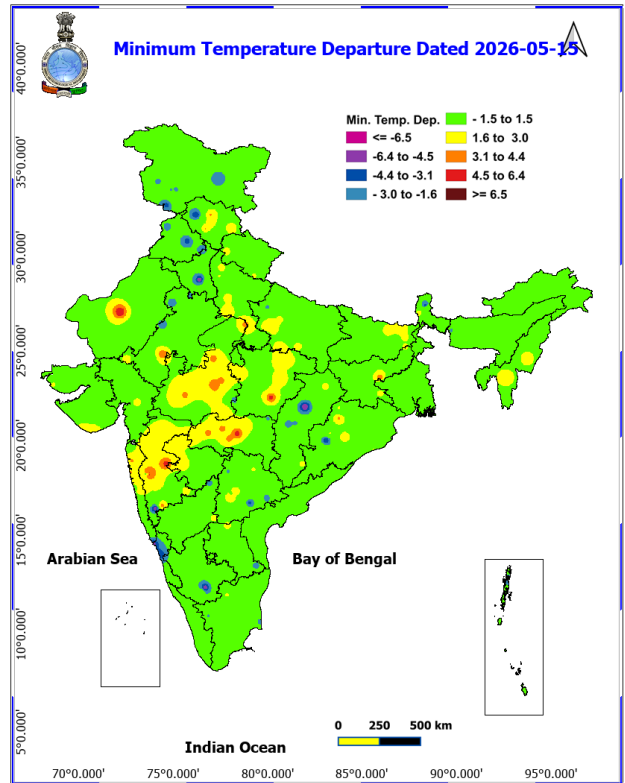 Minimum Temperature Departure Dated 2026-05-15
Min. Temp. Dep.
<= -6.5
-6.4 to -4.5
-4.4 to -3.1
- 3.0 to -1.6
- 1.5 to 1.5
1.6 to 3.0
3.1 to 4.4
4.5 to 6.4
>= 6.5
40°0.000'
35°0.000'
30°0.000'
25°0.000'
20°0.000'
15°0.000'
10°0.000'
5°0.000'
Arabian Sea
Bay of Bengal
Indian Ocean
0 250 500 km
70°0.000' 75°0.000' 80°0.000' 85°0.000' 90°0.000' 95°0.000'